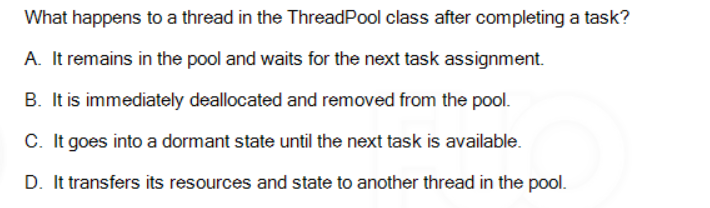 What happens to a thread in the ThreadPool class after completing a task?
A. It remains in the pool and waits for the next task assignment.
B. It is immediately deallocated and removed from the pool.
C. It goes into a dormant state until the next task is available.
D. It transfers its resources and state to another thread in the pool.